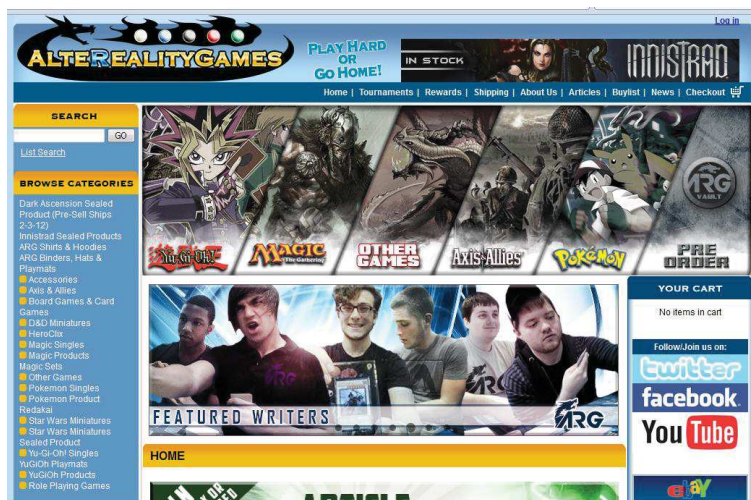 Log in
ALTEREALITYGAMES
PLAY HARD
OR
GO HOME!
IN STOCK
INNISTRAD
Home | Tournaments | Rewards | Shipping | About Us | Articles | Buylist | News | Checkout
SEARCH
GO
List Search
BROWSE CATEGORIES
Dark Ascension Sealed
Product (Pre-Sell Ships
2-3-12)
Innistrad Sealed Products
ARG Shirts & Hoodies
ARG Binders, Hats &
Playmats
Accessories
Axis & Allies
Board Games & Card
Games
D&D Miniatures
HeroClix
Magic Singles
Magic Products
Magic Sets
Other Games
Pokemon Singles
Pokemon Product
Redakai
Star Wars Miniatures
Star Wars Miniatures
Sealed Product
Yu-Gi-Oh! Singles
YuGiOh Playmats
YuGiOh Products
Role Playing Games
Yu-Gi-Oh!
MAGIC
The Gathering
OTHER
GAMES
Axis&Allies
POKéMON
ARG
VAULT
PRE
ORDER
ARG
ARG
FEATURED WRITERS
ARG
HOME
ARTICLE
YOUR CART
No items in cart
Follow/Join us on:
twitter
facebook.
YouTube
ebay